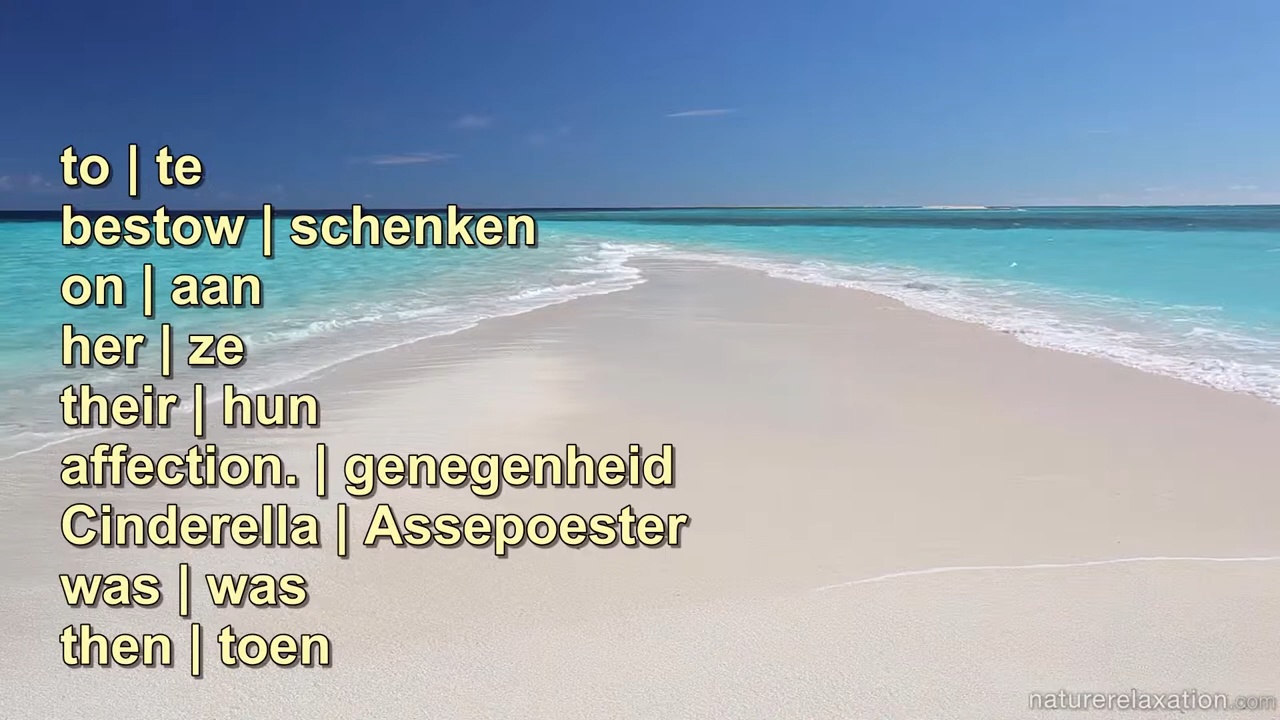 to | te
bestow | schenken
on | aan
her | ze
their | hun
affection. | genegenheid
Cinderella | Assepoester
was | was
then | toen
naturerelaxation.com